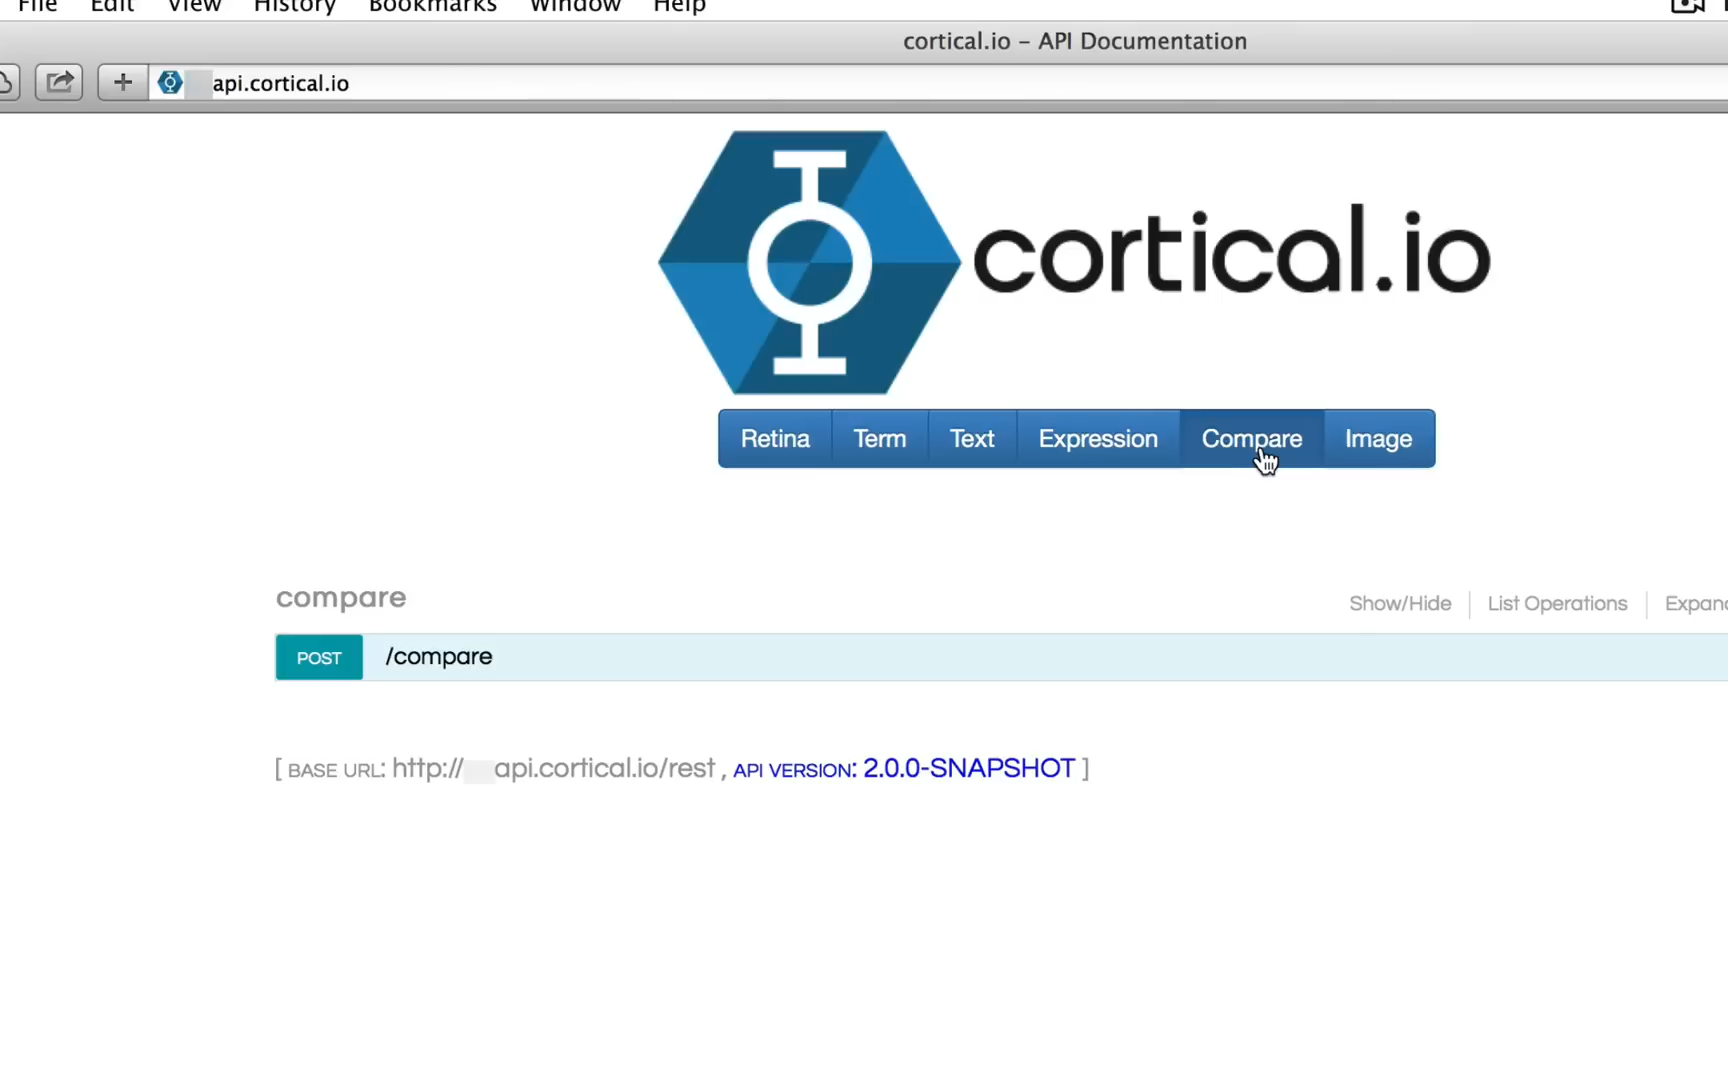 File Edit View History Bookmarks Window Help
cortical.io – API Documentation
api.cortical.io
cortical.io
Retina Term Text Expression Compare Image
compare Show/Hide List Operations
POST /compare
[ BASE URL: http:// api.cortical.io/rest , API VERSION: 2.0.0-SNAPSHOT ]